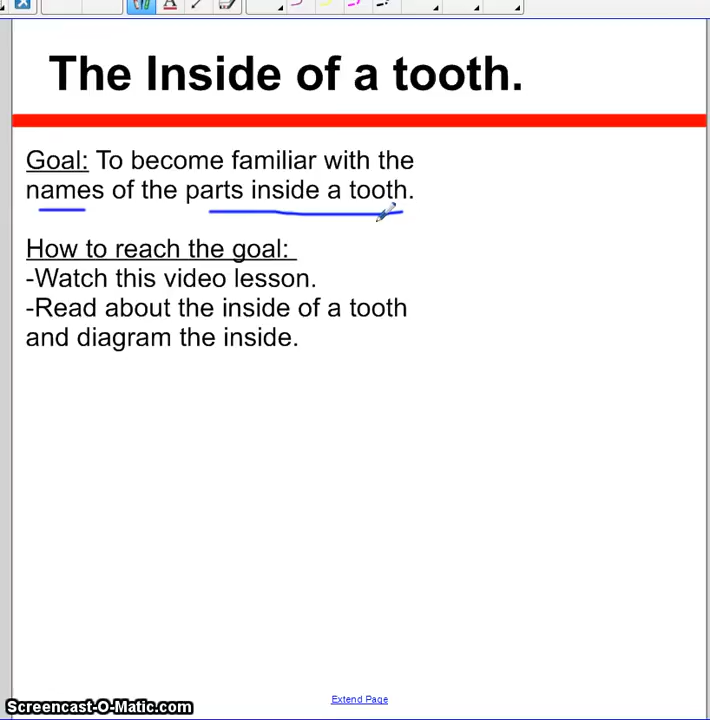 The Inside of a tooth.
Goal: To become familiar with the
names of the parts inside a tooth.
How to reach the goal:
-Watch this video lesson.
-Read about the inside of a tooth
and diagram the inside.
Extend Page
Screencast-O-Matic.com